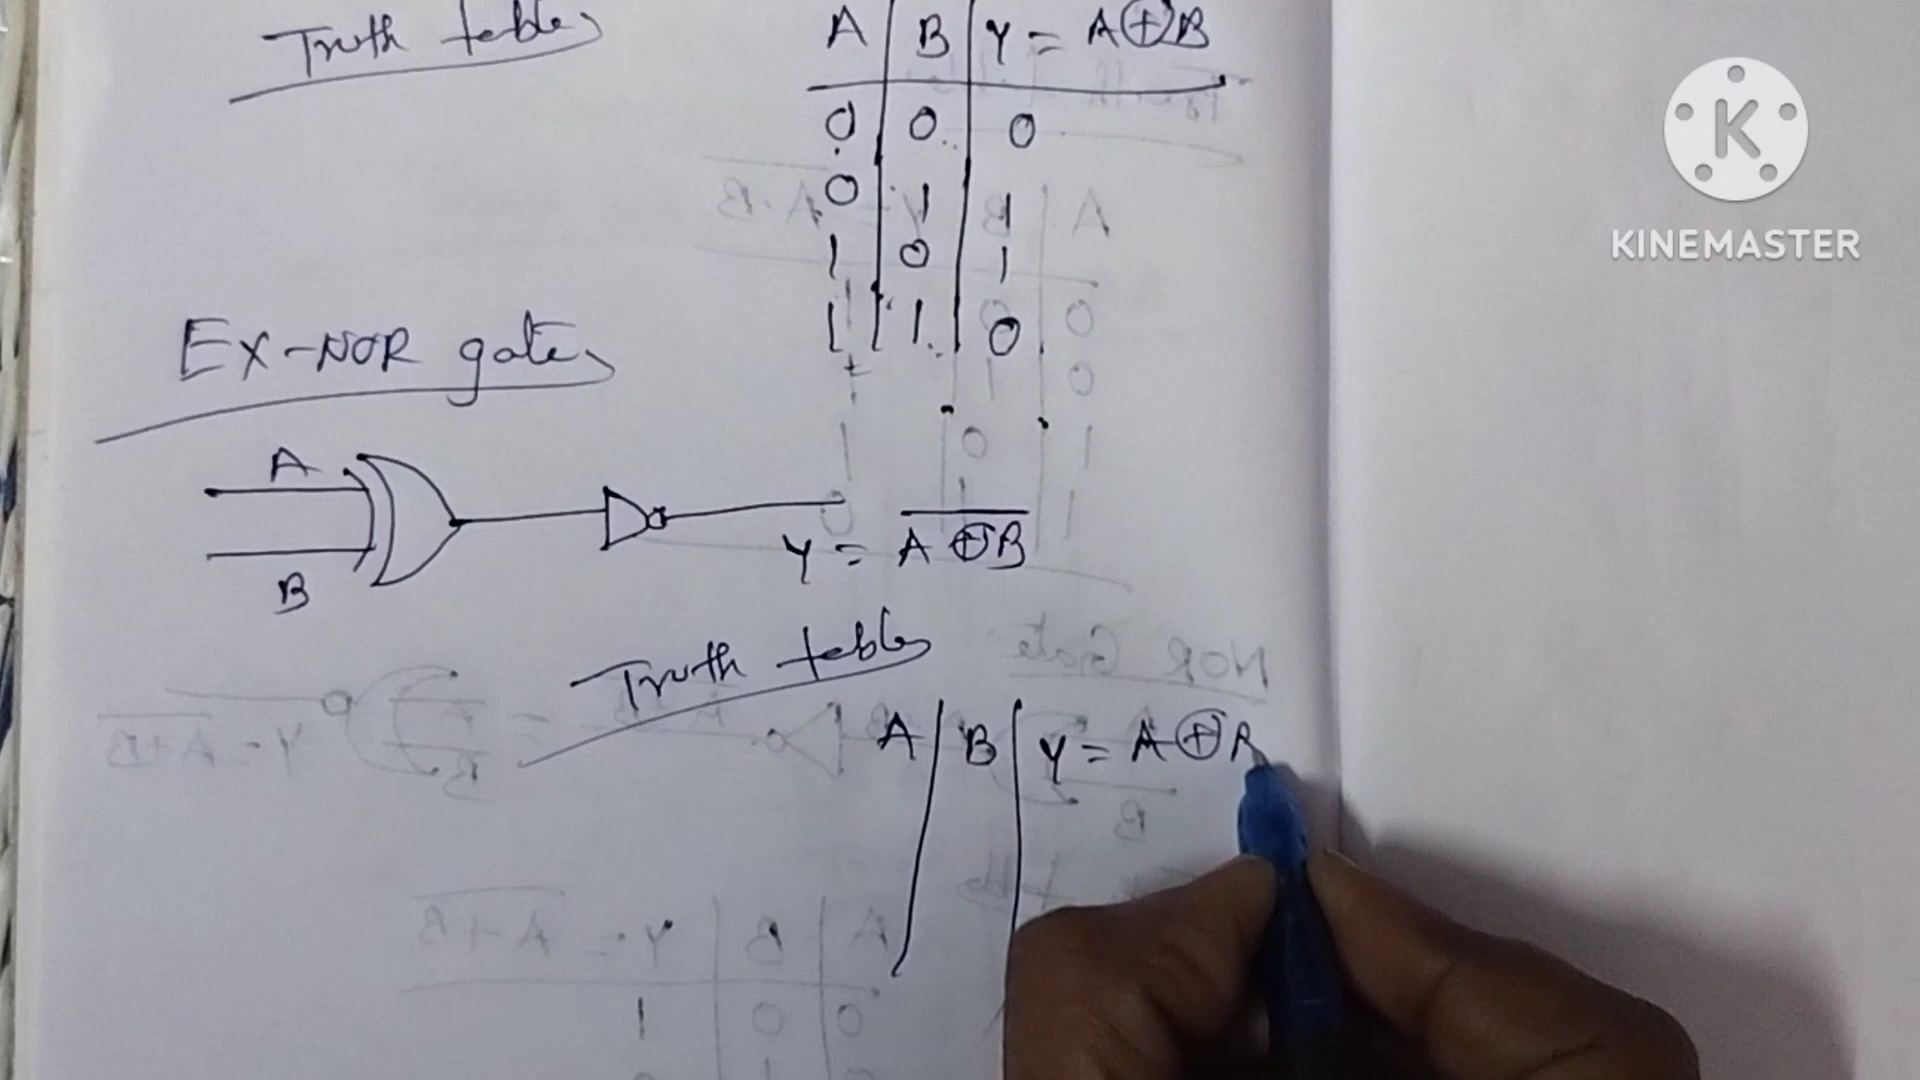 Truth table
A B Y = A⊕B
0 0 0
0 1 1
1 0 1
1 1 0
Ex-NOR gate
A
B
Y = \overline{A⊕B}
Truth table
A B Y = A⊕B
KINEMASTER